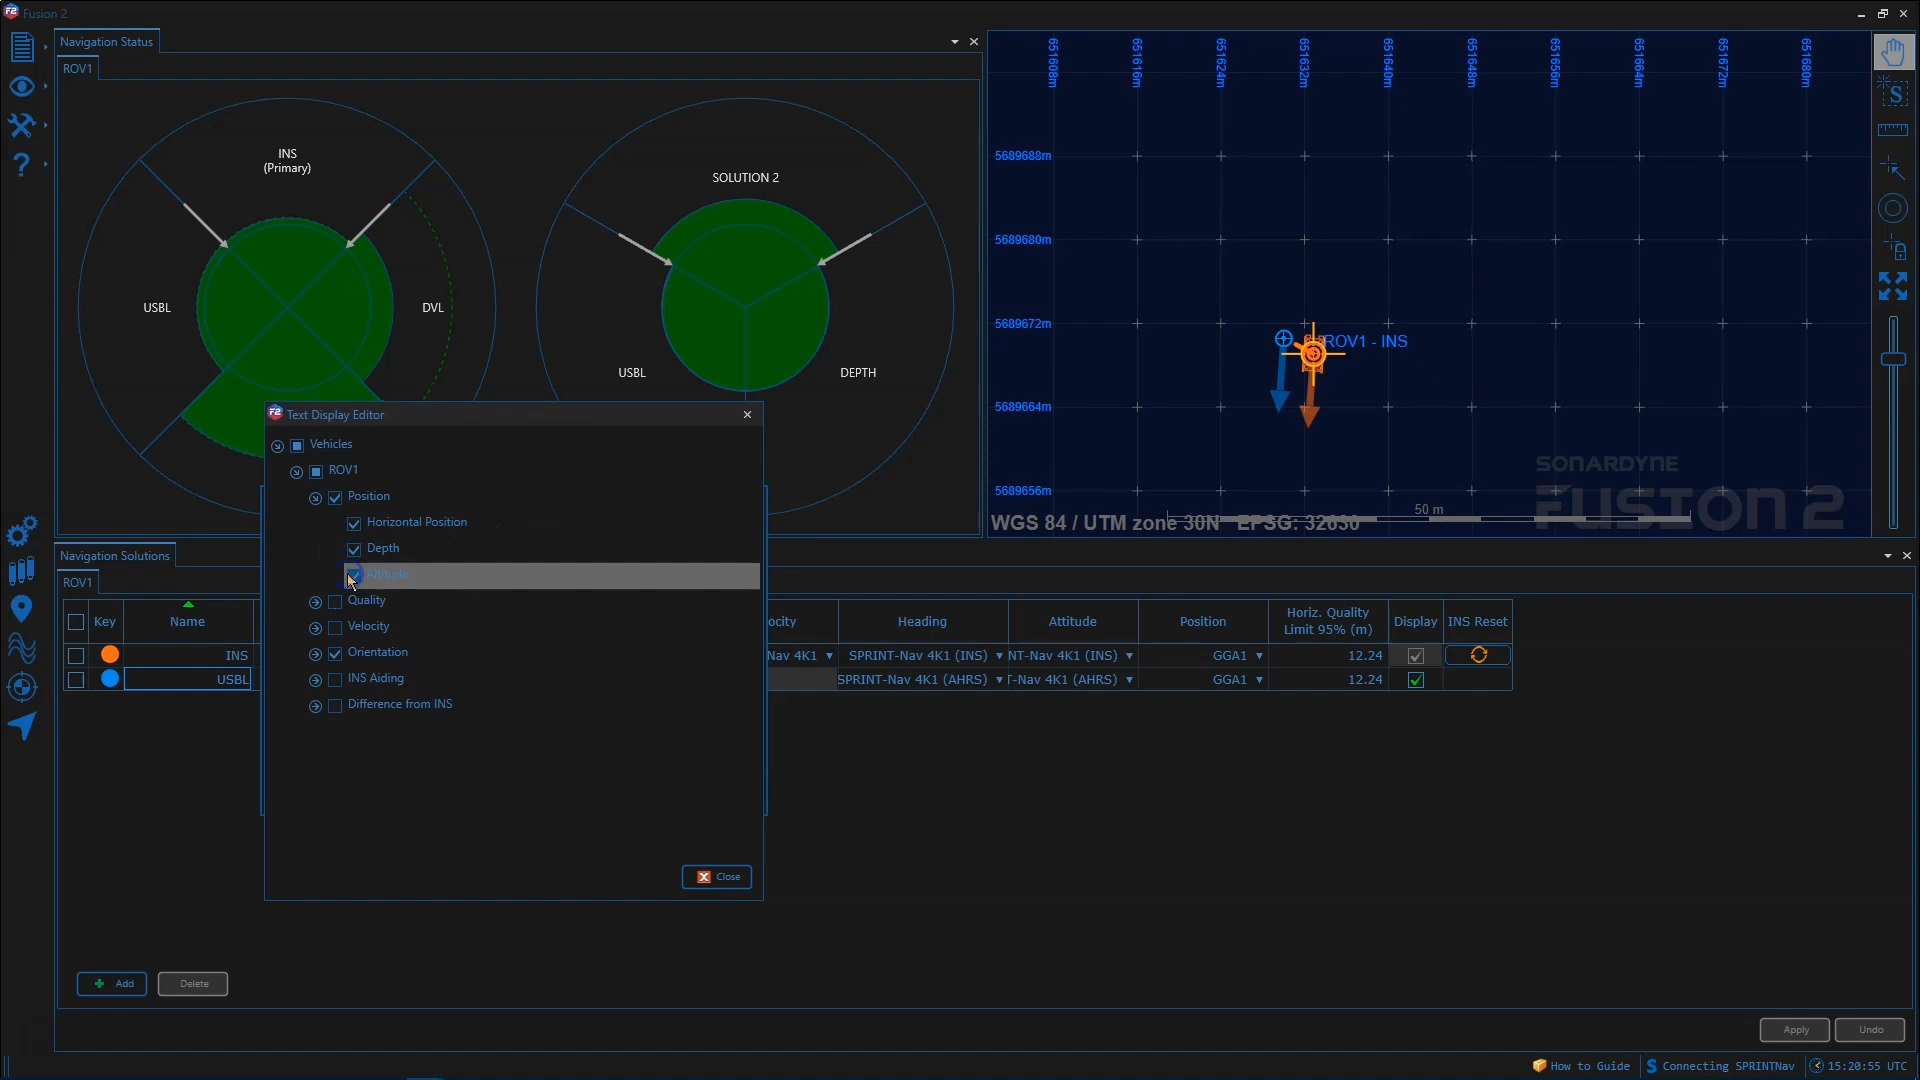 Fusion 2
Navigation Status
ROV1
INS
(Primary)
USBL
DVL
SOLUTION 2
USBL
DEPTH
651608m
651616m
651624m
651632m
651640m
651648m
651656m
651664m
651672m
651680m
5689688m
5689680m
5689672m
5689664m
5689656m
ROV1 - INS
SONARDYNE
FUSION 2
50 m
WGS 84 / UTM zone 30N EPSG: 32630
S
?
Text Display Editor
Vehicles
ROV1
Position
Horizontal Position
Depth
Altitude
Quality
Velocity
Orientation
INS Aiding
Difference from INS
Close
Navigation Solutions
ROV1
Key
Name
ocity
Heading
Attitude
Position
Horiz. Quality
Limit 95% (m)
Display
INS Reset
INS
Nav 4K1
SPRINT-Nav 4K1 (INS)
NT-Nav 4K1 (INS)
GGA1
12.24
USBL
SPRINT-Nav 4K1 (AHRS)
T-Nav 4K1 (AHRS)
GGA1
12.24
Add
Delete
Apply
Undo
How to Guide
Connecting SPRINTNav
15:20:55 UTC